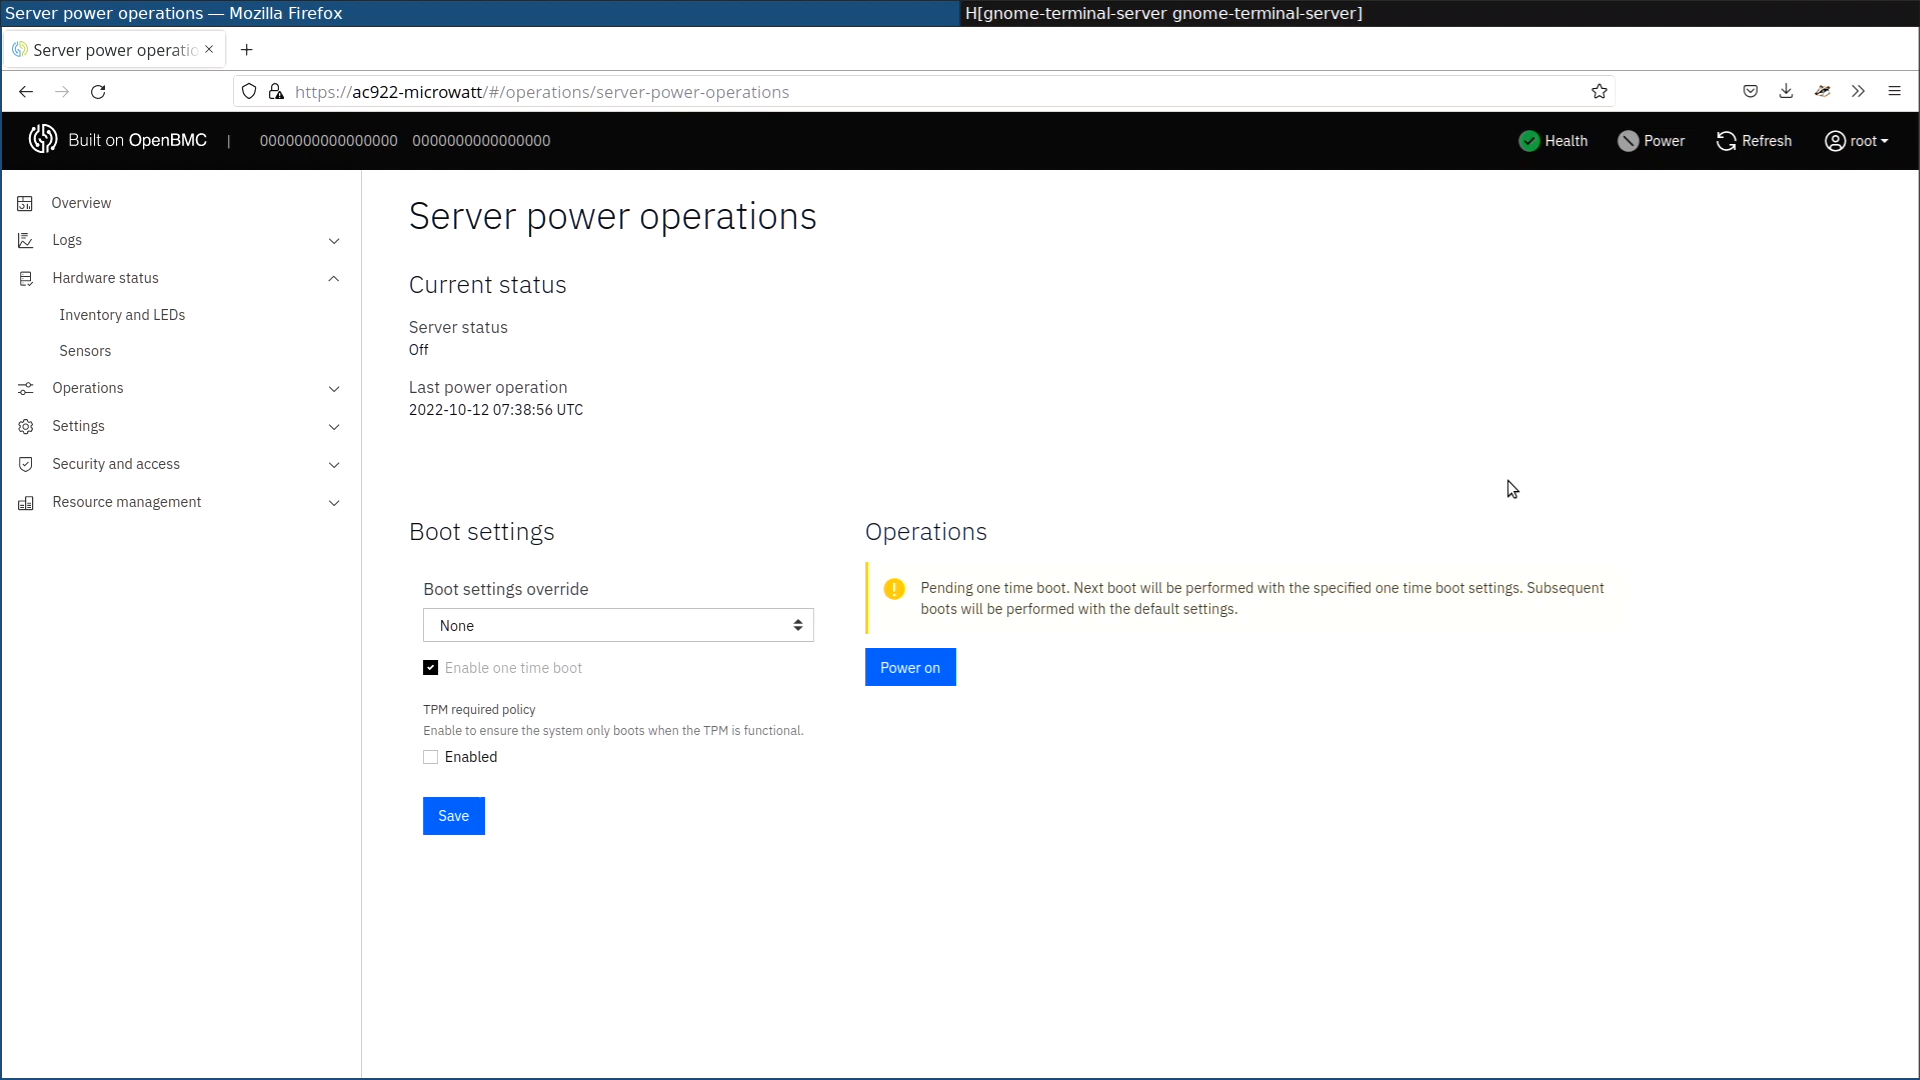 Server power operations — Mozilla Firefox
H[gnome-terminal-server gnome-terminal-server]
Server power operatio
https://ac922-microwatt/#/operations/server-power-operations
Built on OpenBMC | 0000000000000000 0000000000000000
Health Power Refresh root
Overview
Logs
Hardware status
Inventory and LEDs
Sensors
Operations
Settings
Security and access
Resource management
Server power operations
Current status
Server status
Off
Last power operation
2022-10-12 07:38:56 UTC
Boot settings
Boot settings override
None
Enable one time boot
TPM required policy
Enable to ensure the system only boots when the TPM is functional.
Enabled
Save
Operations
Pending one time boot. Next boot will be performed with the specified one time boot settings. Subsequent
boots will be performed with the default settings.
Power on